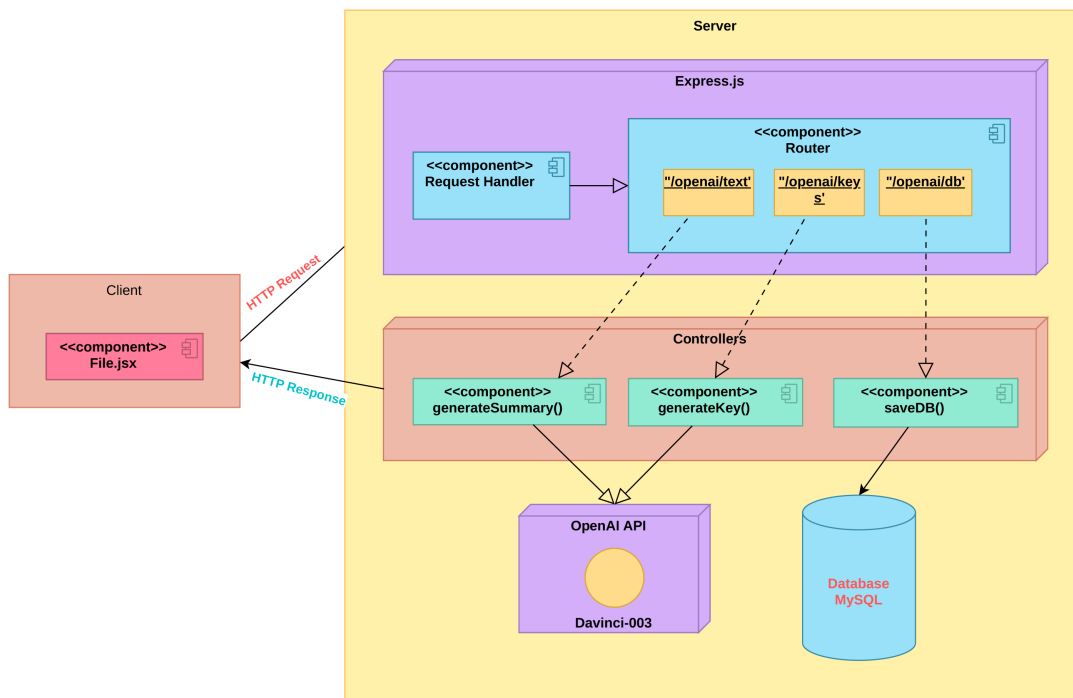 Server
Express.js
<<component>>
Request Handler
<<component>>
Router
"/openai/text'
"/openai/key
s'
"/openai/db'
HTTP Request
Client
<<component>>
File.jsx
HTTP Response
Controllers
<<component>>
generateSummary()
<<component>>
generateKey()
<<component>>
saveDB()
OpenAI API
Davinci-003
Database
MySQL